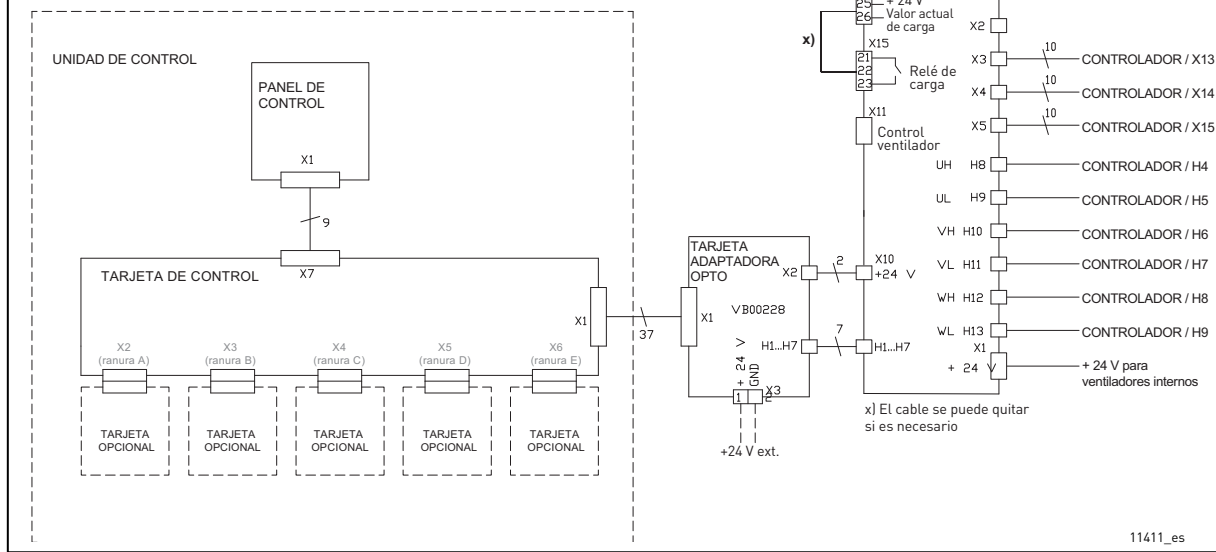 UNIDAD DE CONTROL
PANEL DE
CONTROL
X1
9
X7
TARJETA DE CONTROL
X1
37
X2
(ranura A)
X3
(ranura B)
X4
(ranura C)
X5
(ranura D)
X6
(ranura E)
TARJETA
OPCIONAL
TARJETA
OPCIONAL
TARJETA
OPCIONAL
TARJETA
OPCIONAL
TARJETA
OPCIONAL
TARJETA
ADAPTADORA
OPTO
X2
2
X1
VB00228
H1...H7
7
+ 24 V
GND
1
2
X3
+24 V ext.
25
+ 24 V
26
Valor actual
de carga
x)
X15
21
22
23
Relé de
carga
X11
Control
ventilador
X10
+24 V
H1...H7
X2
X3
10
CONTROLADOR / X13
X4
10
CONTROLADOR / X14
X5
10
CONTROLADOR / X15
UH H8
CONTROLADOR / H4
UL H9
CONTROLADOR / H5
VH H10
CONTROLADOR / H6
VL H11
CONTROLADOR / H7
WH H12
CONTROLADOR / H8
WL H13
CONTROLADOR / H9
X1
+ 24 V
+ 24 V para
ventiladores internos
x) El cable se puede quitar
si es necesario
11411_es